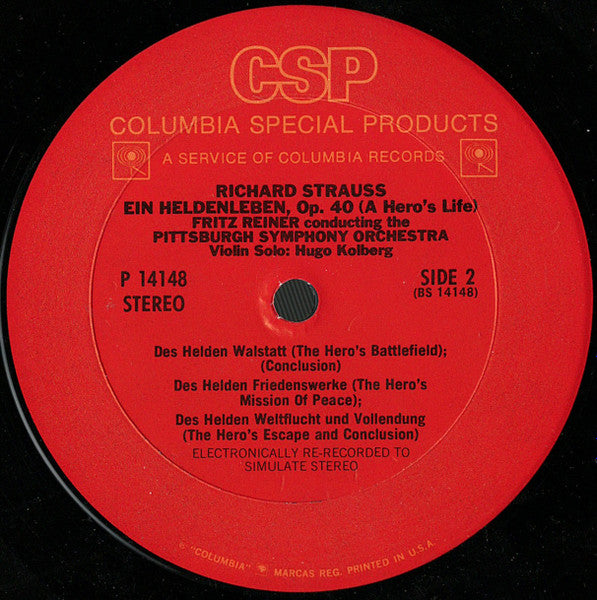 CSP
COLUMBIA SPECIAL PRODUCTS
A SERVICE OF COLUMBIA RECORDS
RICHARD STRAUSS
EIN HELDENLEBEN, Op. 40 (A Hero's Life)
FRITZ REINER conducting the
PITTSBURGH SYMPHONY ORCHESTRA
Violin Solo: Hugo Kolberg
P 14148
STEREO
SIDE 2
(BS 14148)
Des Helden Walstatt (The Hero's Battlefield);
(Conclusion)
Des Helden Friedenswerke (The Hero's
Mission Of Peace);
Des Helden Weltflucht und Vollendung
(The Hero's Escape and Conclusion)
ELECTRONICALLY RE-RECORDED TO
SIMULATE STEREO
"COLUMBIA" MARCAS REG. PRINTED IN U.S.A.